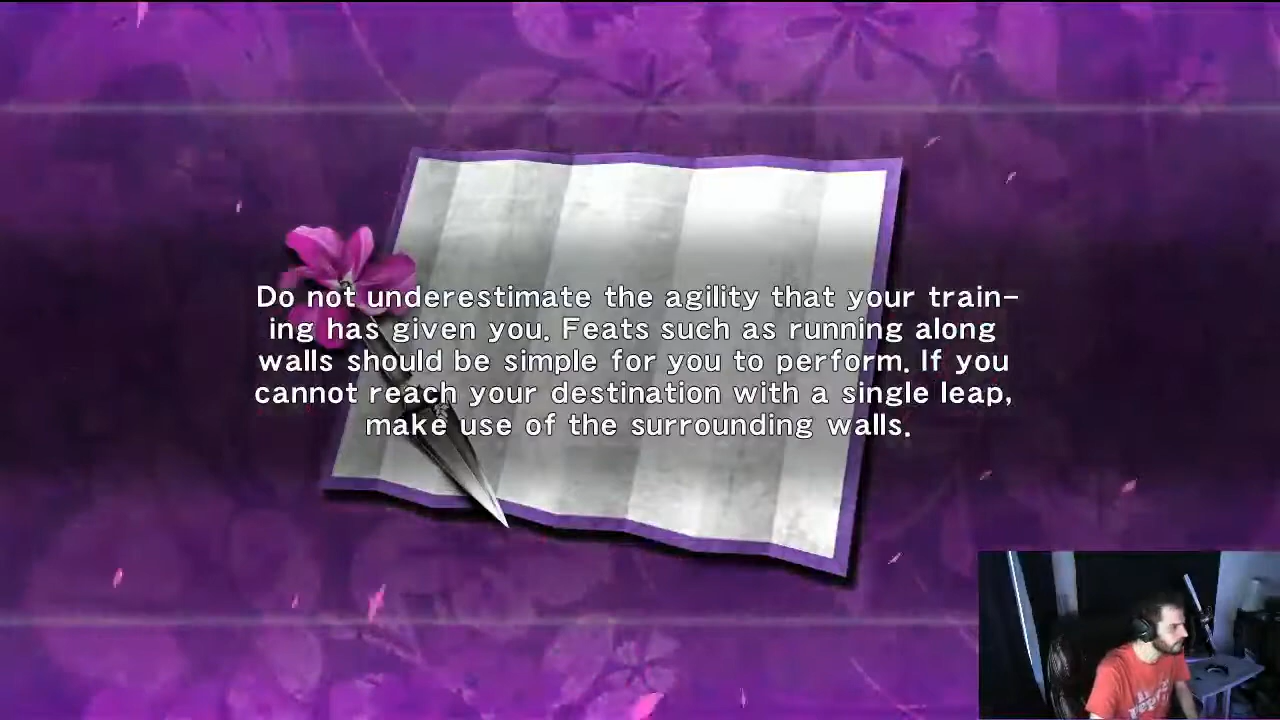 Do not underestimate the agility that your train-
ing has given you. Feats such as running along
walls should be simple for you to perform. If you
cannot reach your destination with a single leap,
make use of the surrounding walls.